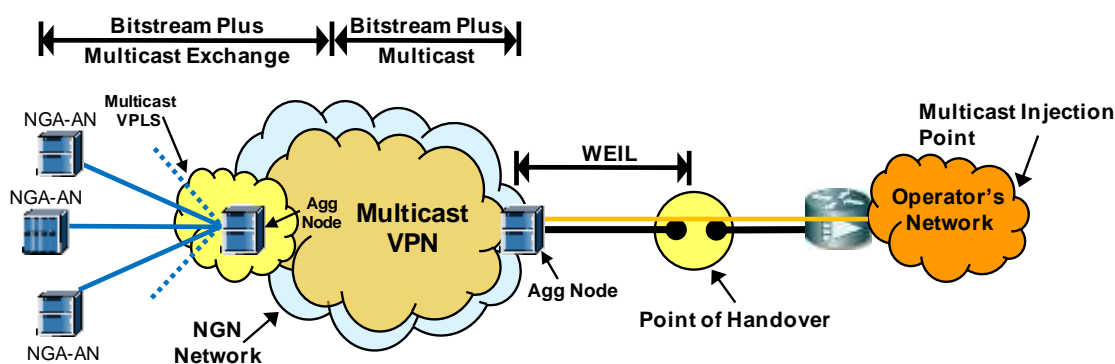 Bitstream Plus
Multicast Exchange
Bitstream Plus
Multicast
Multicast
VPLS
NGA-AN
NGA-AN
NGA-AN
Agg
Node
Multicast
VPN
NGN
Network
WEIL
Agg Node
Point of Handover
Multicast Injection
Point
Operator's
Network